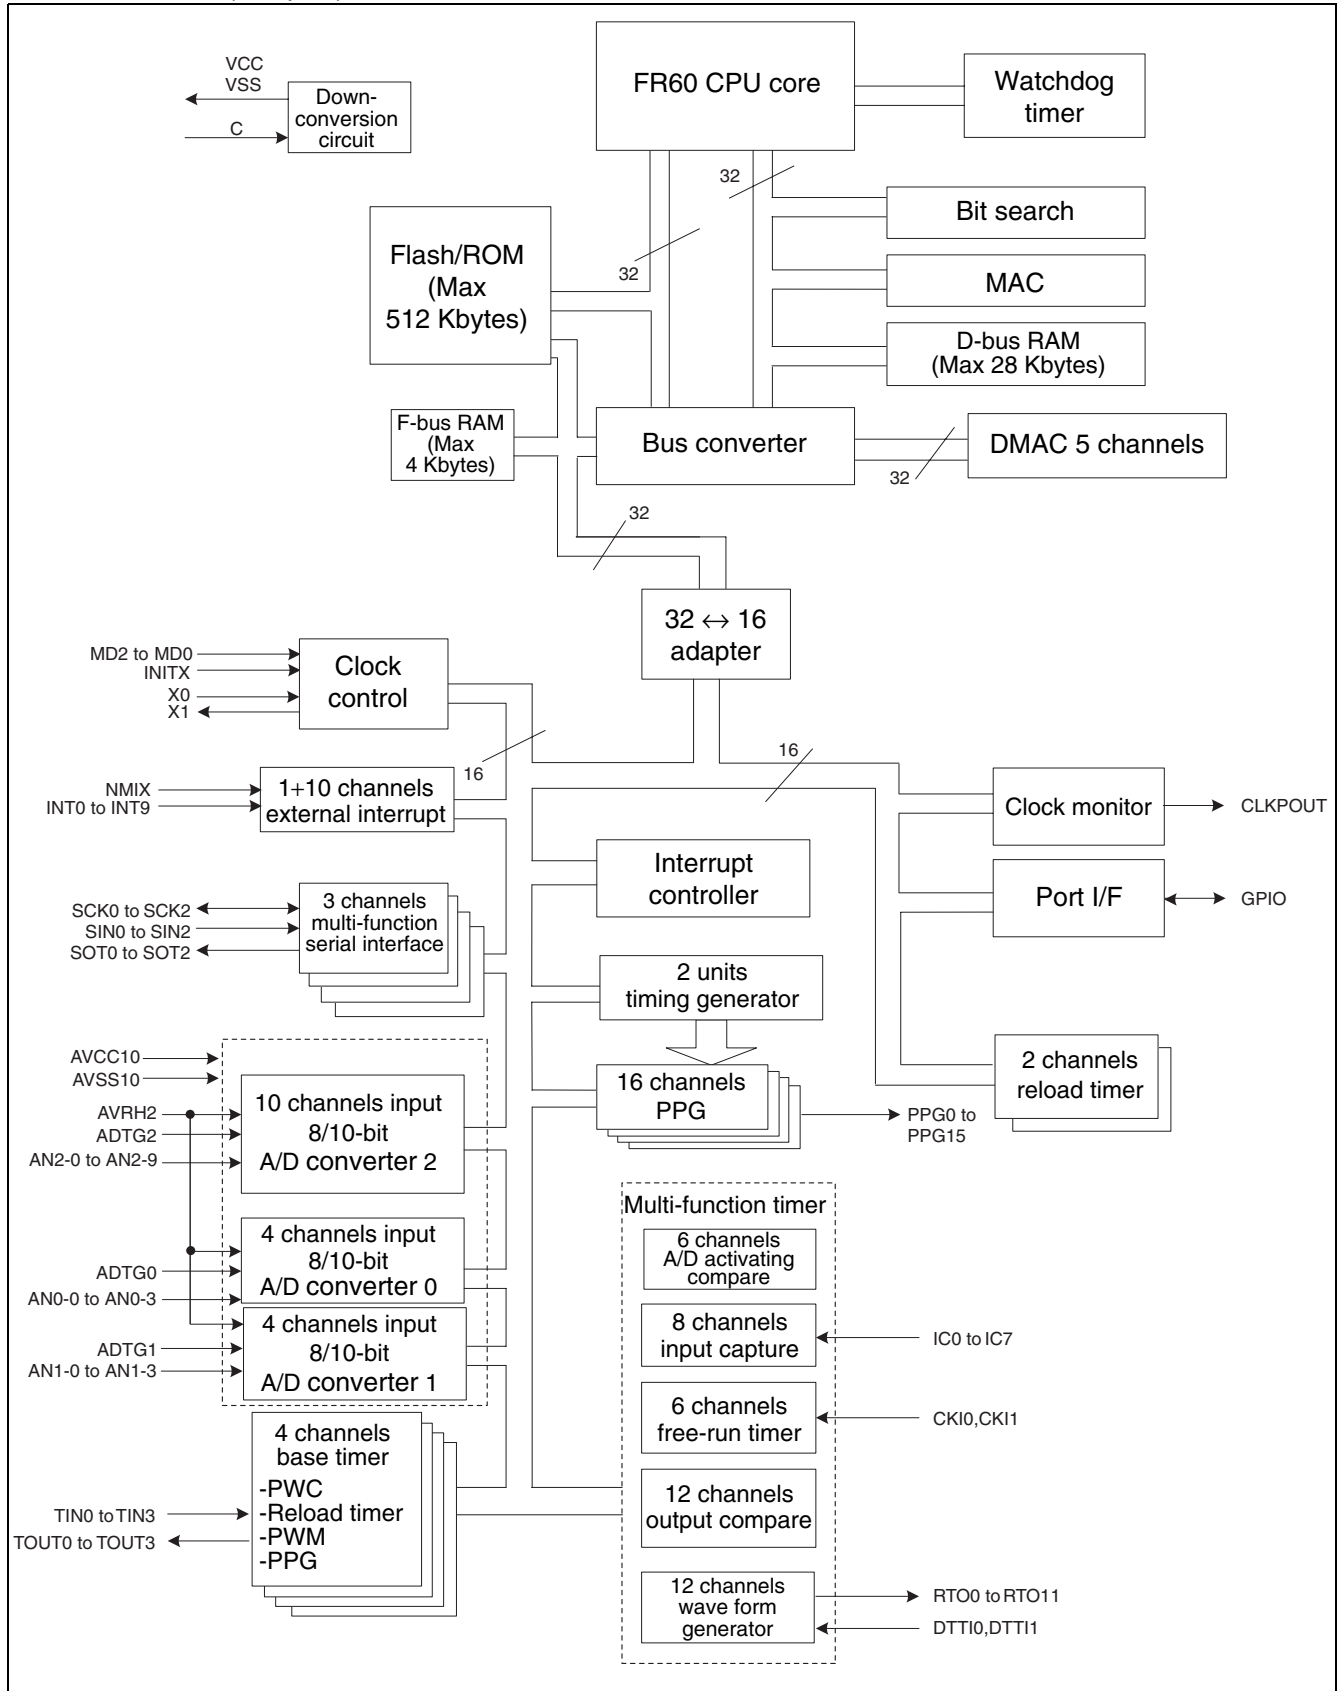 VCC
VSS
C
Down-
conversion
circuit
FR60 CPU core
Watchdog
timer
32
32
Bit search
Flash/ROM
(Max
512 Kbytes)
MAC
D-bus RAM
(Max 28 Kbytes)
F-bus RAM
(Max
4 Kbytes)
Bus converter
32
DMAC 5 channels
32
32 ↔ 16
adapter
MD2 to MD0
INITX
X0
X1
Clock
control
16
16
NMIX
INT0 to INT9
1+10 channels
external interrupt
Clock monitor
CLKPOUT
Interrupt
controller
Port I/F
GPIO
SCK0 to SCK2
SIN0 to SIN2
SOT0 to SOT2
3 channels
multi-function
serial interface
2 units
timing generator
AVCC10
AVSS10
AVRH2
ADTG2
AN2-0 to AN2-9
10 channels input
8/10-bit
A/D converter 2
16 channels
PPG
PPG0 to
PPG15
2 channels
reload timer
ADTG0
AN0-0 to AN0-3
4 channels input
8/10-bit
A/D converter 0
ADTG1
AN1-0 to AN1-3
4 channels input
8/10-bit
A/D converter 1
Multi-function timer
6 channels
A/D activating
compare
8 channels
input capture
IC0 to IC7
6 channels
free-run timer
CKI0,CKI1
4 channels
base timer
-PWC
-Reload timer
-PWM
-PPG
TIN0 to TIN3
TOUT0 to TOUT3
12 channels
output compare
12 channels
wave form
generator
RTO0 to RTO11
DTTI0,DTTI1